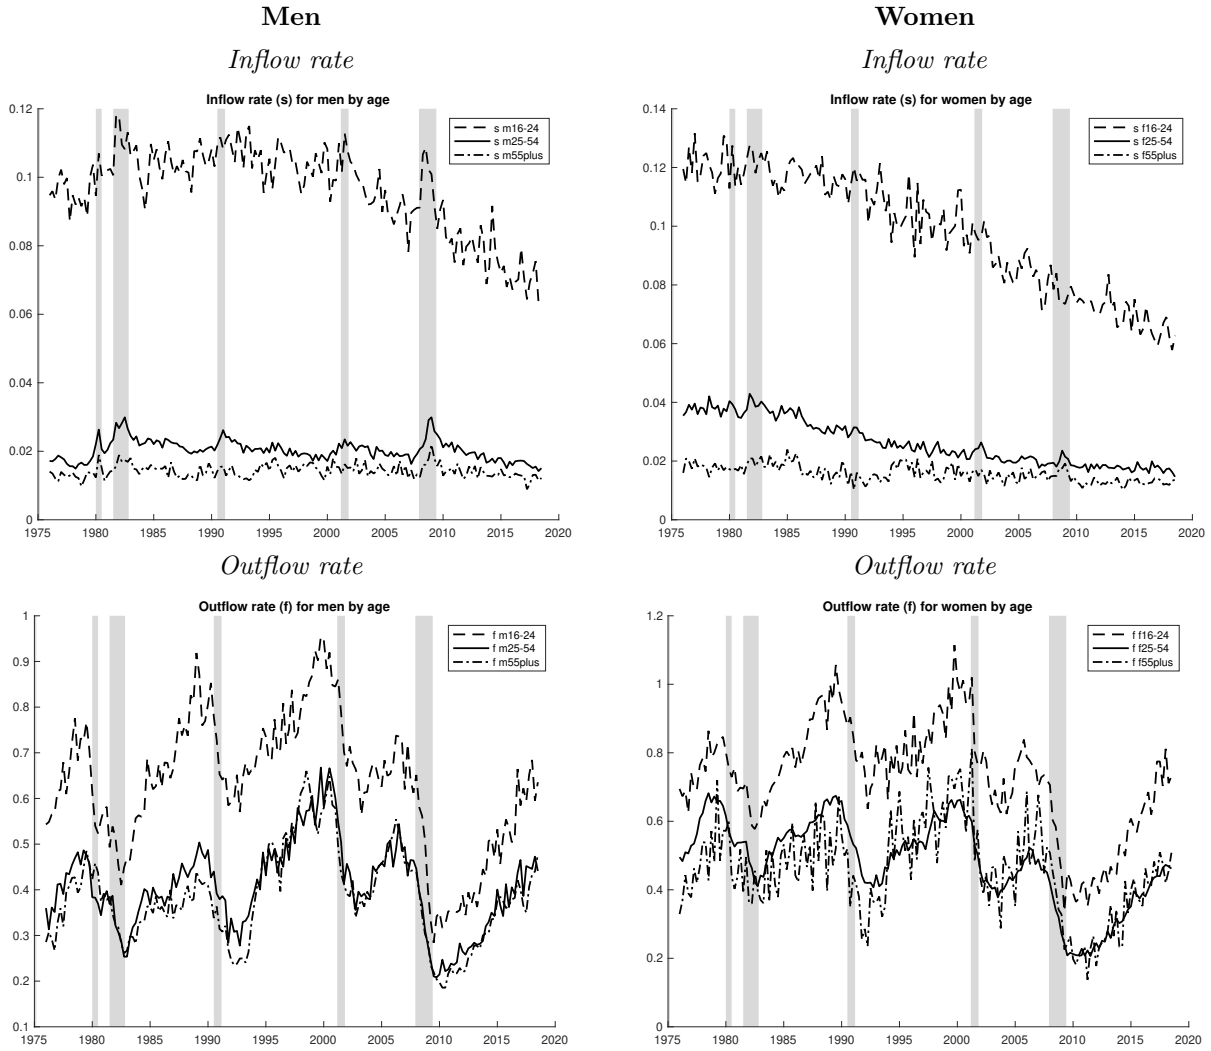 Men
Women
Inflow rate
Inflow rate
Inflow rate (s) for men by age
0.12
0.1
0.08
0.06
0.04
0.02
0
1975 1980 1985 1990 1995 2000 2005 2010 2015 2020
s m16-24
s m25-54
s m55plus
Inflow rate (s) for women by age
0.14
0.12
0.1
0.08
0.06
0.04
0.02
0
1975 1980 1985 1990 1995 2000 2005 2010 2015 2020
s f16-24
s f25-54
s f55plus
Outflow rate
Outflow rate
Outflow rate (f) for men by age
1
0.9
0.8
0.7
0.6
0.5
0.4
0.3
0.2
0.1
1975 1980 1985 1990 1995 2000 2005 2010 2015 2020
f m16-24
f m25-54
f m55plus
Outflow rate (f) for women by age
1.2
1
0.8
0.6
0.4
0.2
0
1975 1980 1985 1990 1995 2000 2005 2010 2015 2020
f f16-24
f f25-54
f f55plus